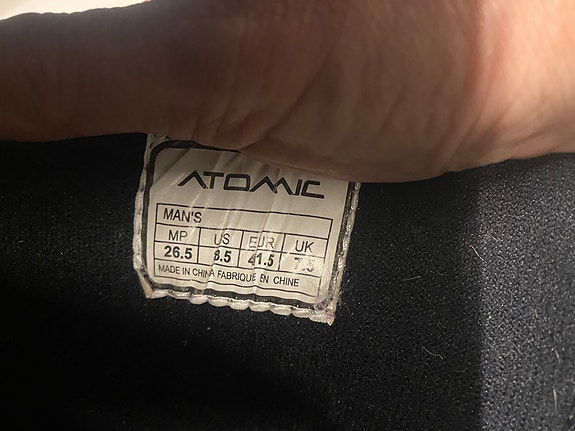 ATOMIC
MAN'S
MP US EUR UK
26.5 8.5 41.5 7.5
MADE IN CHINA FABRIQUE EN CHINE